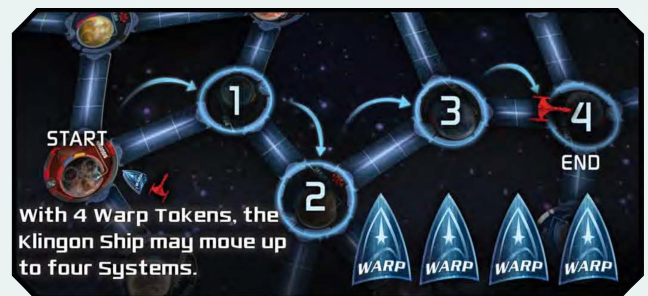 1
3
4
START
END
2
With 4 Warp Tokens, the
Klingon Ship may move up
to four Systems.
WARP WARP WARP WARP